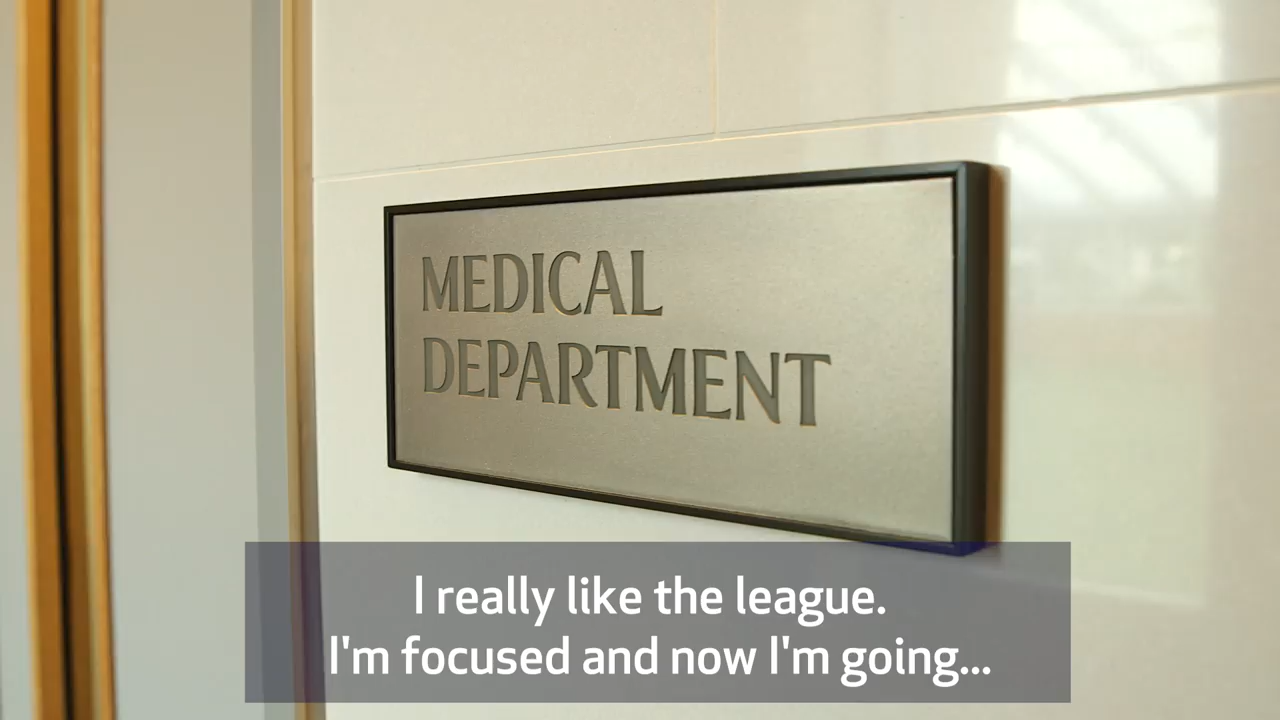 MEDICAL
DEPARTMENT
I really like the league.
I'm focused and now I'm going...